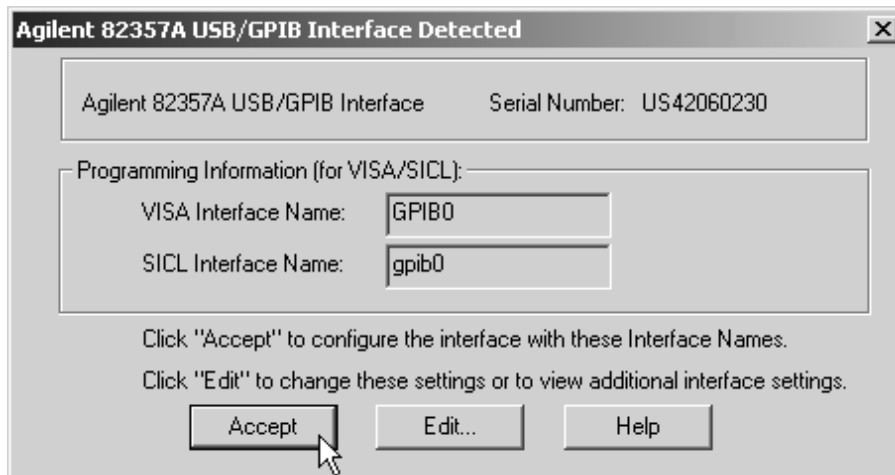 Agilent 82357A USB/GPIB Interface Detected
Agilent 82357A USB/GPIB Interface Serial Number: US42060230
Programming Information (for VISA/SICL):
VISA Interface Name: GPIB0
SICL Interface Name: gpib0
Click "Accept" to configure the interface with these Interface Names.
Click "Edit" to change these settings or to view additional interface settings.
Accept Edit... Help